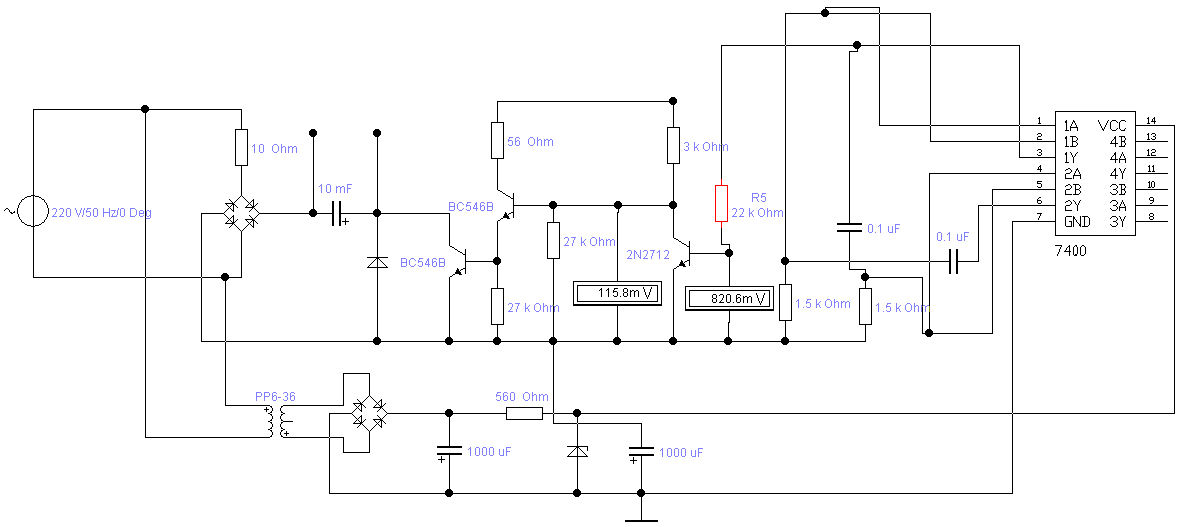 1 1A VCC 14
2 1B 4B 13
3 1Y 4A 12
4 2A 4Y 11
5 2B 3B 10
6 2Y 3A 9
7 GND 3Y 8
7400
10 Ohm
56 Ohm
3 k Ohm
10 mF
+
220 V/50 Hz/0 Deg
BC546B
R5
22 k Ohm
0.1 uF
0.1 uF
27 k Ohm
2N2712
BC546B
115.8m V
820.6m V
27 k Ohm
1.5 k Ohm
1.5 k Ohm
PP6-36
+
+
560 Ohm
1000 uF
+
1000 uF
+